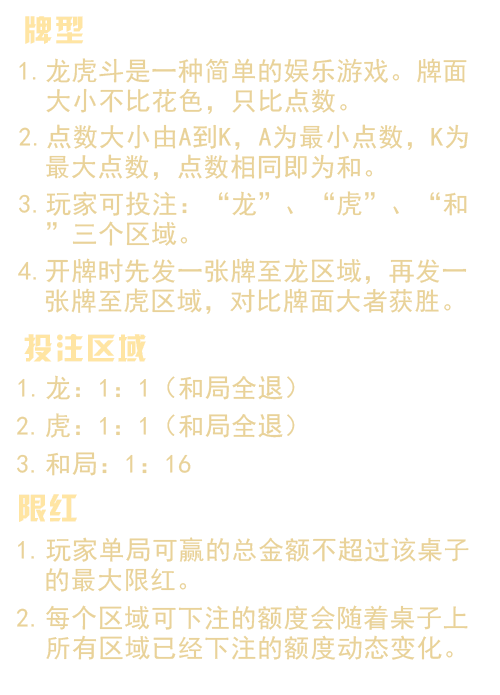 牌型
1. 龙虎斗是一种简单的娱乐游戏。牌面
大小不比花色，只比点数。
2. 点数大小由A到K，A为最小点数，K为
最大点数，点数相同即为和。
3. 玩家可投注：“龙”、“虎”、“和
”三个区域。
4. 开牌时先发一张牌至龙区域，再发一
张牌至虎区域，对比牌面大者获胜。
投注区域
1. 龙：1：1（和局全退）
2. 虎：1：1（和局全退）
3. 和局：1：16
限红
1. 玩家单局可赢的总金额不超过该桌子
的最大限红。
2. 每个区域可下注的额度会随着桌子上
所有区域已经下注的额度动态变化。